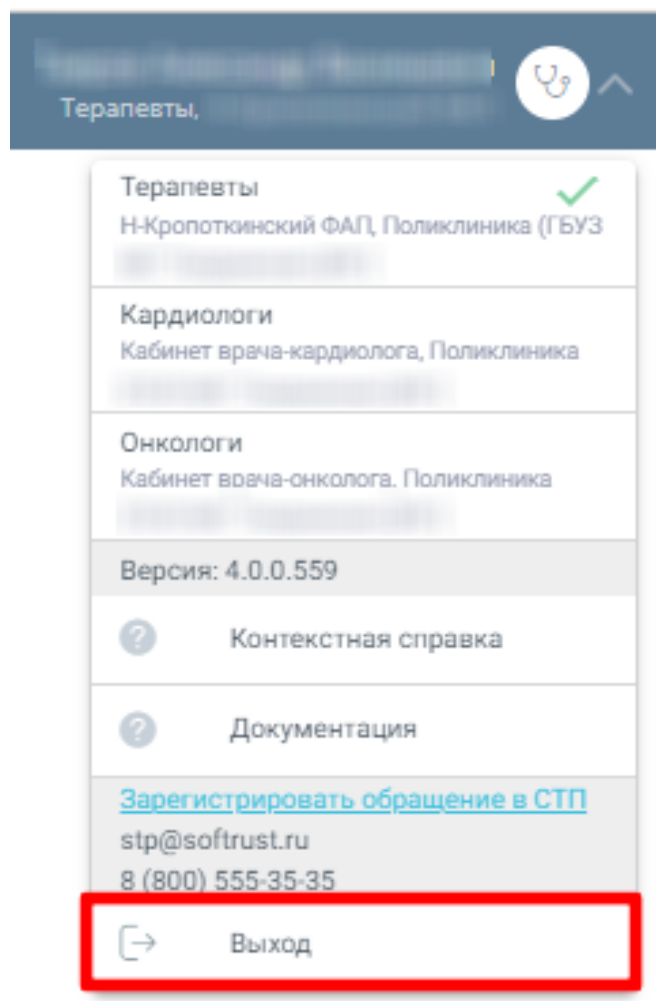 Терапевты,
Терапевты
Н-Кропоткинский ФАП, Поликлиника (ГБУЗ
Кардиологи
Кабинет врача-кардиолога, Поликлиника
Онкологи
Кабинет врача-онколога. Поликлиника
Версия: 4.0.0.559
Контекстная справка
Документация
Зарегистрировать обращение в СТП
stp@softrust.ru
8 (800) 555-35-35
Выход